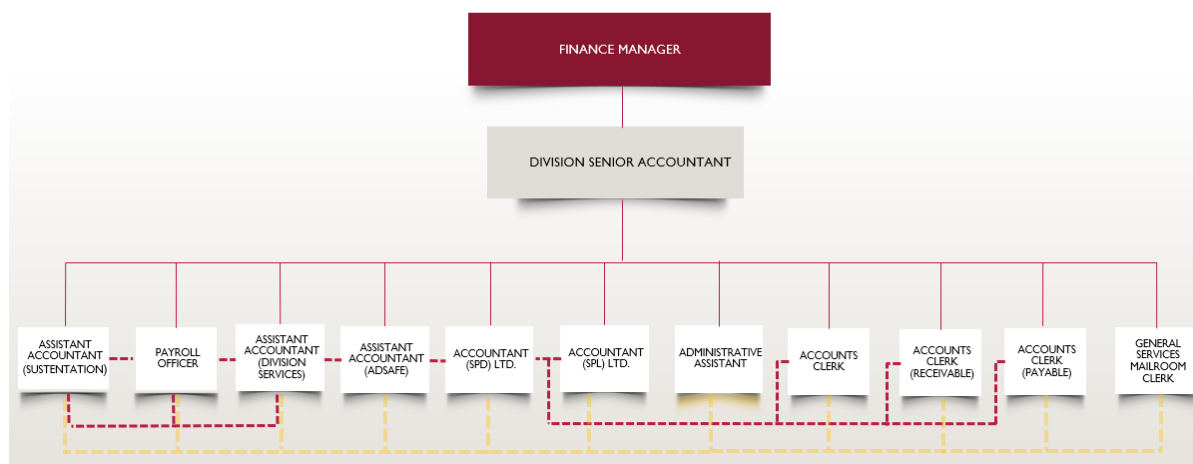 FINANCE MANAGER
DIVISION SENIOR ACCOUNTANT
ASSISTANT
ACCOUNTANT
(SUSTENTATION)
PAYROLL
OFFICER
ASSISTANT
ACCOUNTANT
(DIVISION
SERVICES)
ASSISTANT
ACCOUNTANT
(ADSAFE)
ACCOUNTANT
(SPD) LTD.
ACCOUNTANT
(SPL) LTD.
ADMINISTRATIVE
ASSISTANT
ACCOUNTS
CLERK
ACCOUNTS
CLERK
(RECEIVABLE)
ACCOUNTS
CLERK
(PAYABLE)
GENERAL
SERVICES
MAILROOM
CLERK